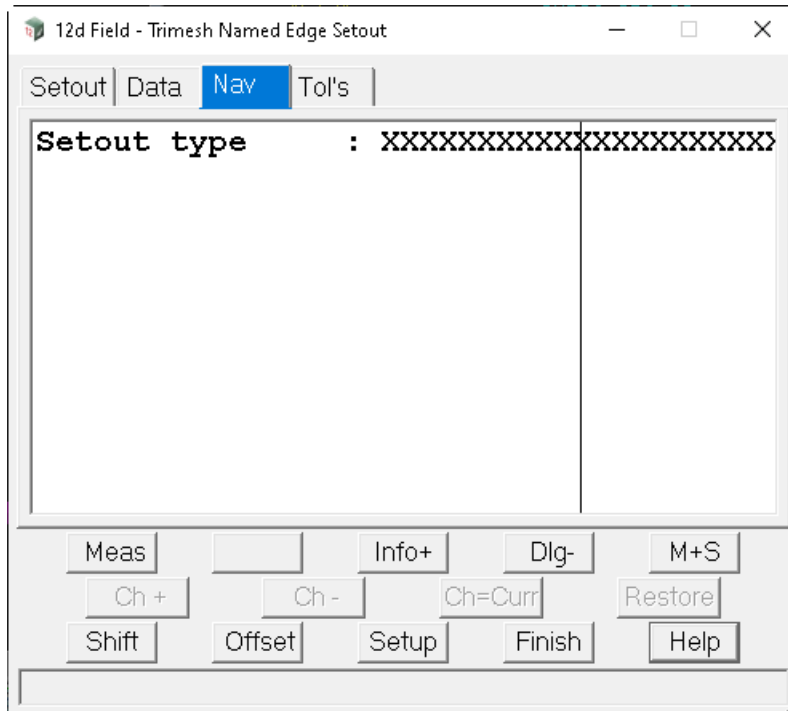 12d Field - Trimesh Named Edge Setout
Setout Data Nav Tol's
Setout type : XXXXXXXXXXXXXXXXXXXXXXXX
Meas Info+ Dlg- M+S
Ch + Ch - Ch=Curr Restore
Shift Offset Setup Finish Help